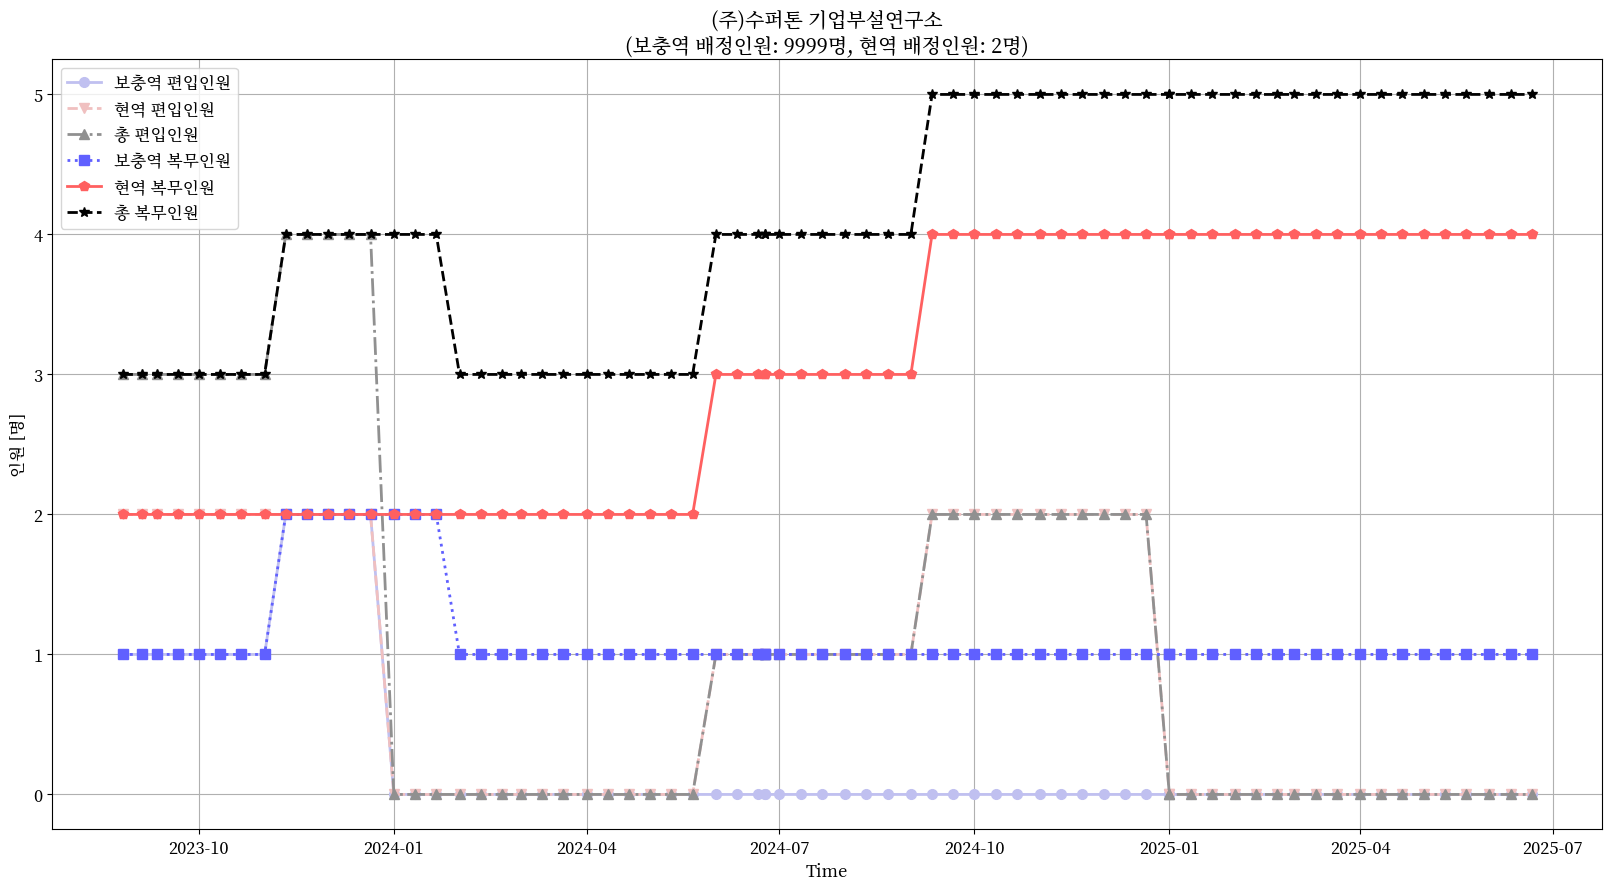 (주)수퍼톤 기업부설연구소
(보충역 배정인원: 9999명, 현역 배정인원: 2명)
보충역 편입인원
현역 편입인원
총 편입인원
보충역 복무인원
현역 복무인원
총 복무인원
인원 [명]
5
4
3
2
1
0
2023-10
2024-01
2024-04
2024-07
2024-10
2025-01
2025-04
2025-07
Time